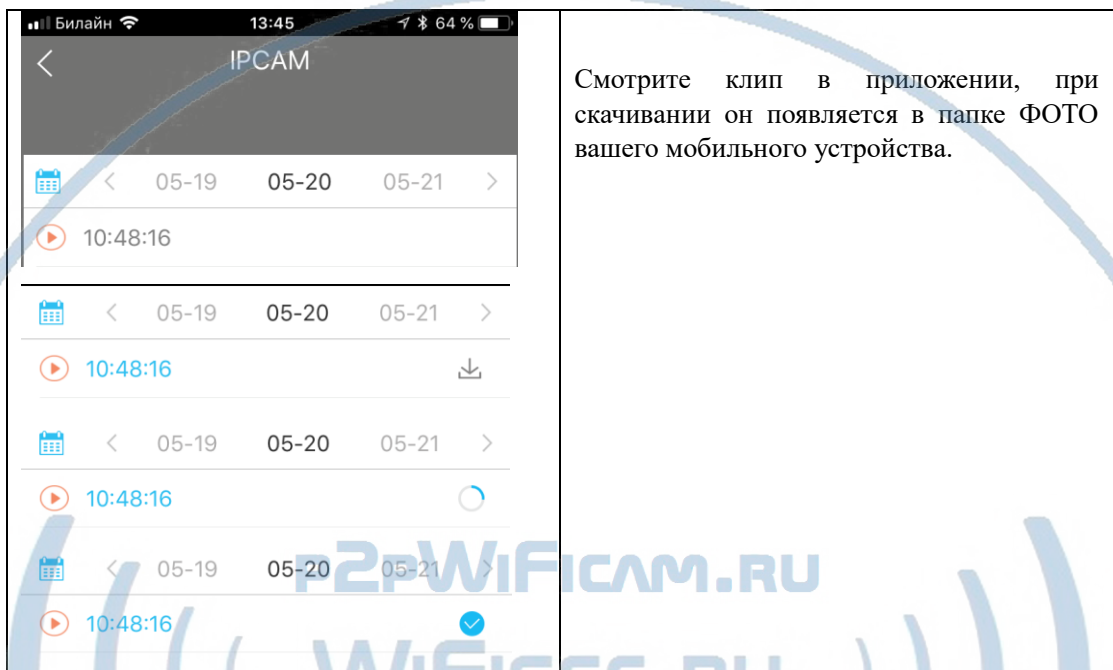 Билайн 13:45 64 %
IPCAM
05-19 05-20 05-21
10:48:16
05-19 05-20 05-21
10:48:16
05-19 05-20 05-21
10:48:16
05-19 05-20 05-21
10:48:16
Смотрите клип в приложении, при
скачивании он появляется в папке ФОТО
вашего мобильного устройства.
P2PWIFICAM.RU